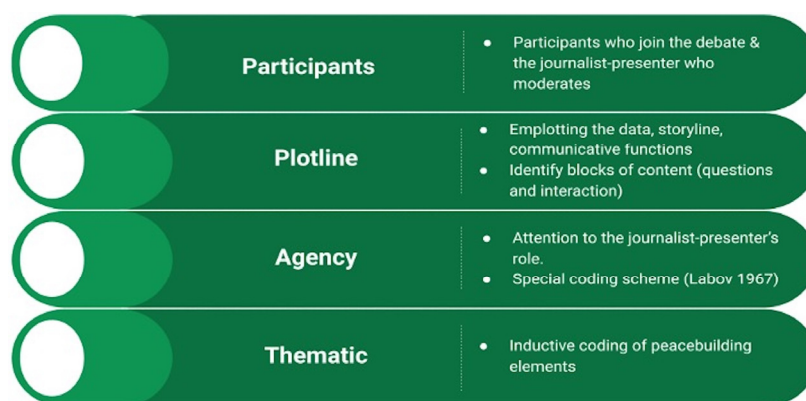 Participants
• Participants who join the debate &
the journalist-presenter who
moderates
Plotline
• Emplotting the data, storyline,
communicative functions
• Identify blocks of content (questions
and interaction)
Agency
• Attention to the journalist-presenter's
role.
• Special coding scheme (Labov 1967)
Thematic
• Inductive coding of peacebuilding
elements